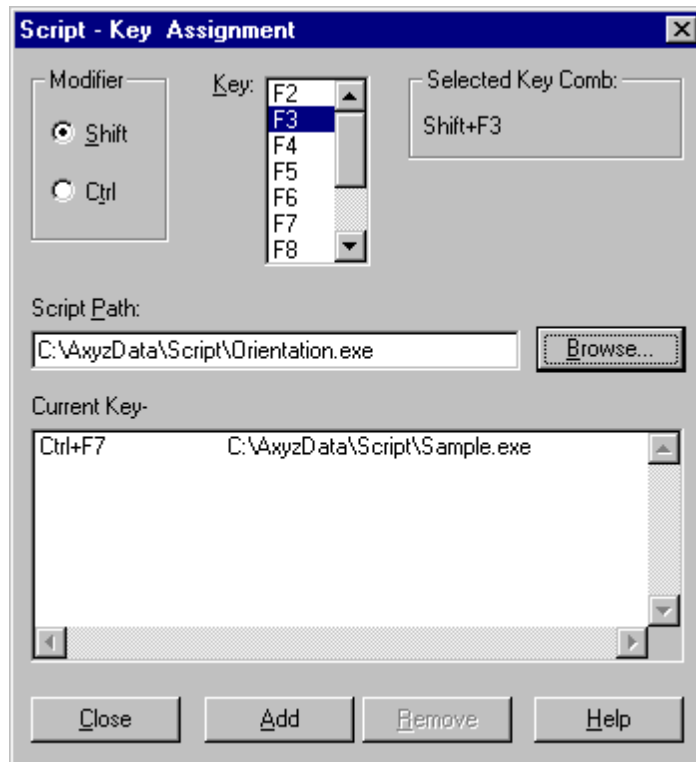 Script - Key  Assignment
Modifier
Shift
Ctrl
Key:
F2
F3
F4
F5
F6
F7
F8
Selected Key Comb:
Shift+F3
Script Path:
C:\AxyzData\Script\Orientation.exe
Browse...
Current Key-
Ctrl+F7 C:\AxyzData\Script\Sample.exe
Close Add Remove Help